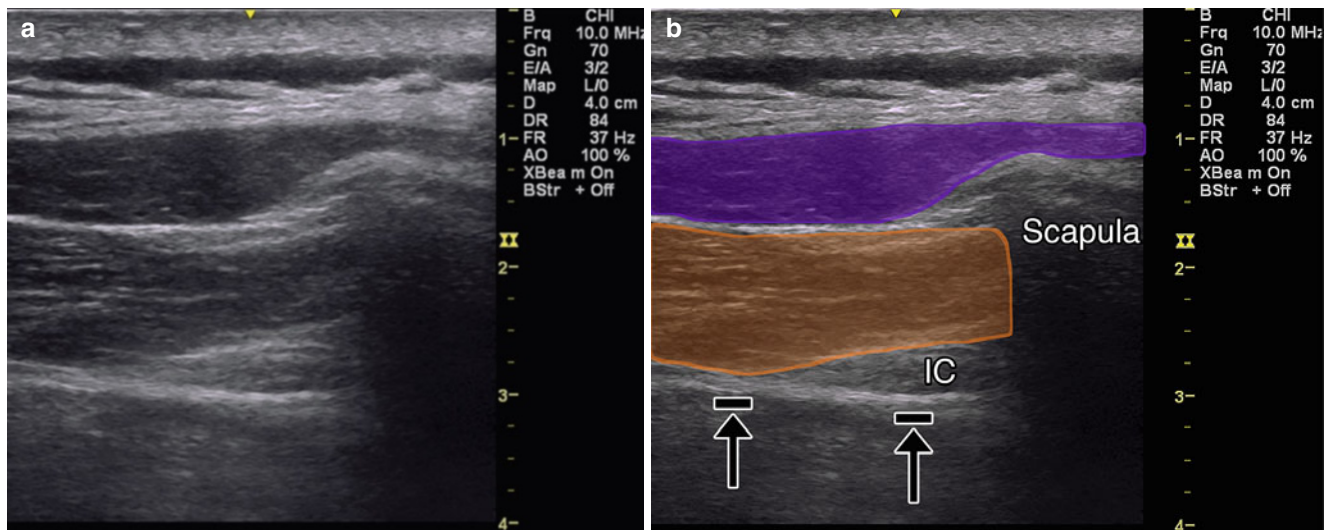 a
B CHI
Frq 10.0 MHz
Gn 70
E/A 3/2
Map L/0
D 4.0 cm
DR 84
FR 37 Hz
AO 100 %
XBea m On
BStr + Off
1
2
3
4
b
B CHI
Frq 10.0 MHz
Gn 70
E/A 3/2
Map L/0
D 4.0 cm
DR 84
FR 37 Hz
AO 100 %
XBea m On
BStr + Off
1
Scapula
2
IC
3
4